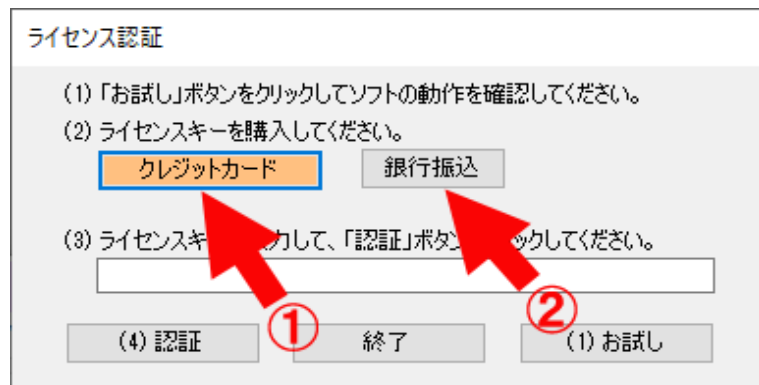 ライセンス認証
(1)「お試し」ボタンをクリックしてソフトの動作を確認してください。
(2) ライセンスキーを購入してください。
クレジットカード 銀行振込
(3) ライセンスキ 力して、「認証」ボタ ックしてください。
① ②
(4) 認証 終了 (1) お試し